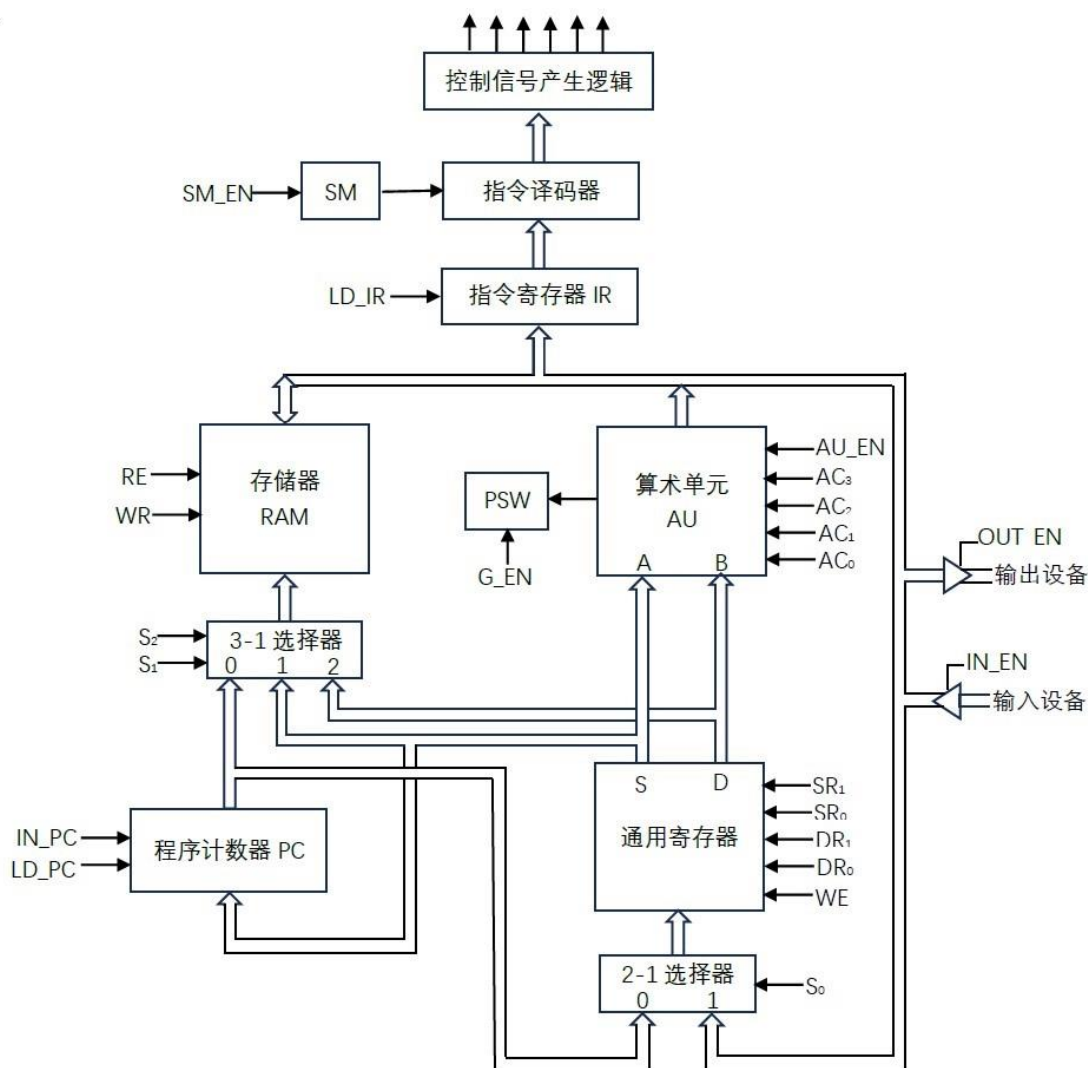 控制信号产生逻辑
SM_EN
SM
指令译码器
LD_IR
指令寄存器 IR
RE
WR
存储器
RAM
PSW
G_EN
算术单元
AU
A
B
AU_EN
AC₃
AC₂
AC₁
AC₀
OUT EN
输出设备
IN_EN
输入设备
S₂
S₁
3-1 选择器
0
1
2
IN_PC
LD_PC
程序计数器 PC
S
D
通用寄存器
SR₁
SR₀
DR₁
DR₀
WE
2-1 选择器
0
1
S₀